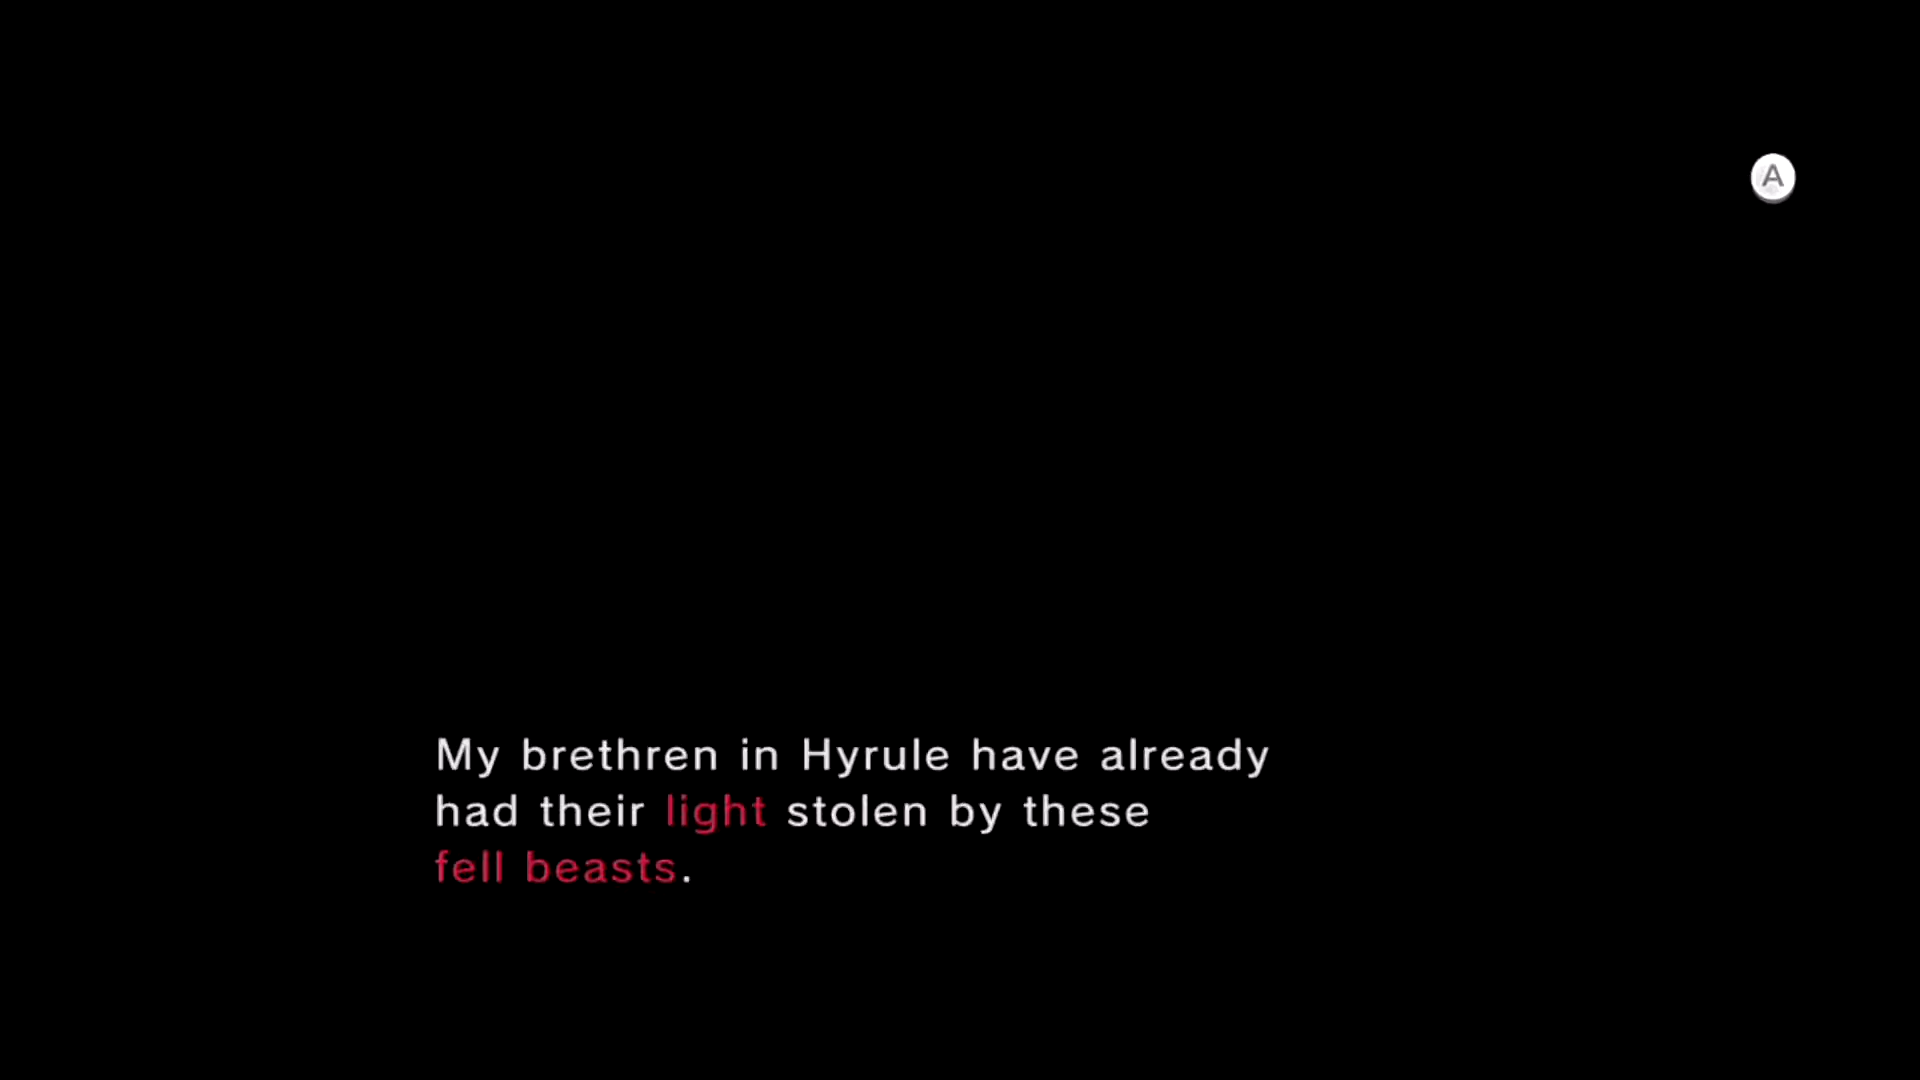 A
My brethren in Hyrule have already
had their light stolen by these
fell beasts.